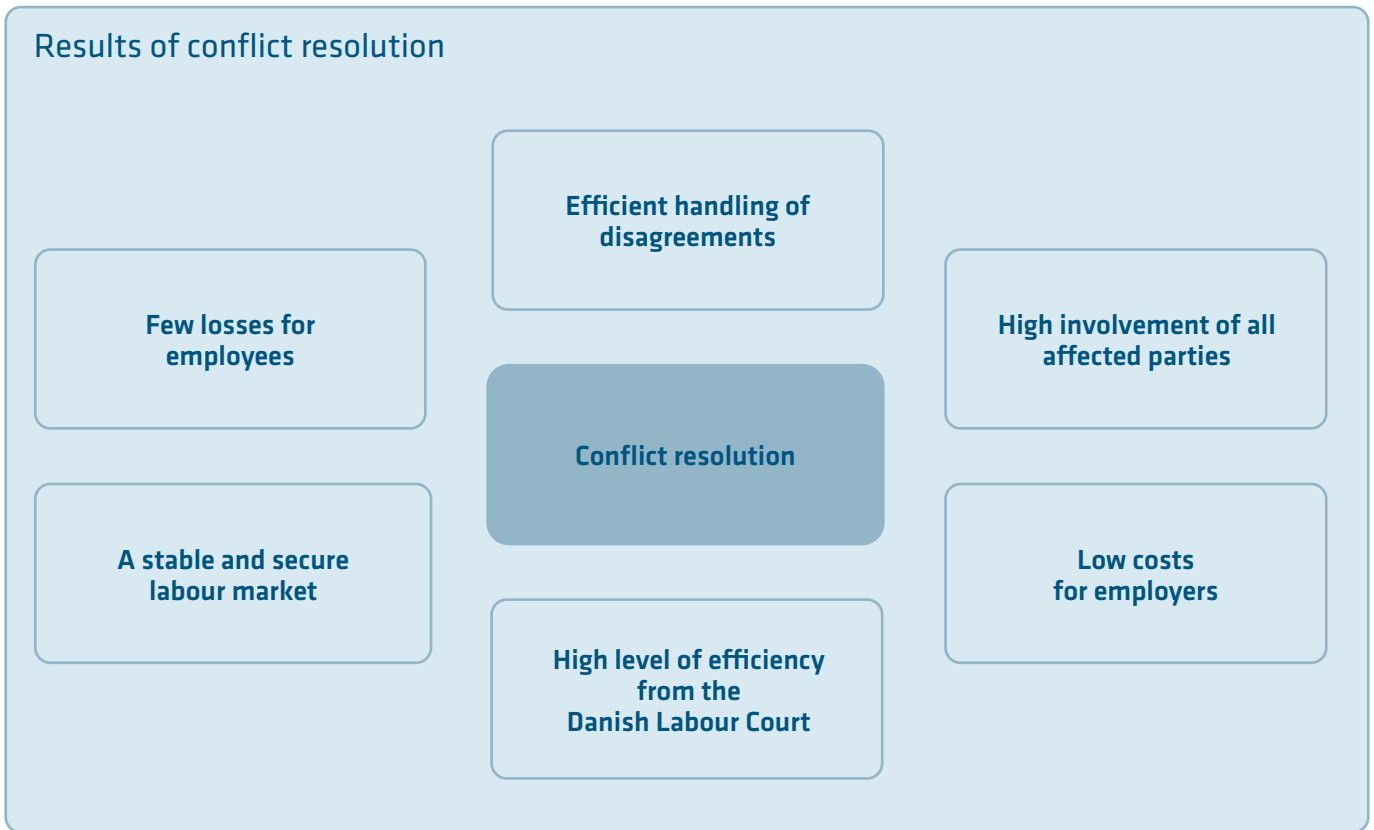 Results of conflict resolution
Efficient handling of
disagreements
Few losses for
employees
High involvement of all
affected parties
Conflict resolution
A stable and secure
labour market
Low costs
for employers
High level of efficiency
from the
Danish Labour Court